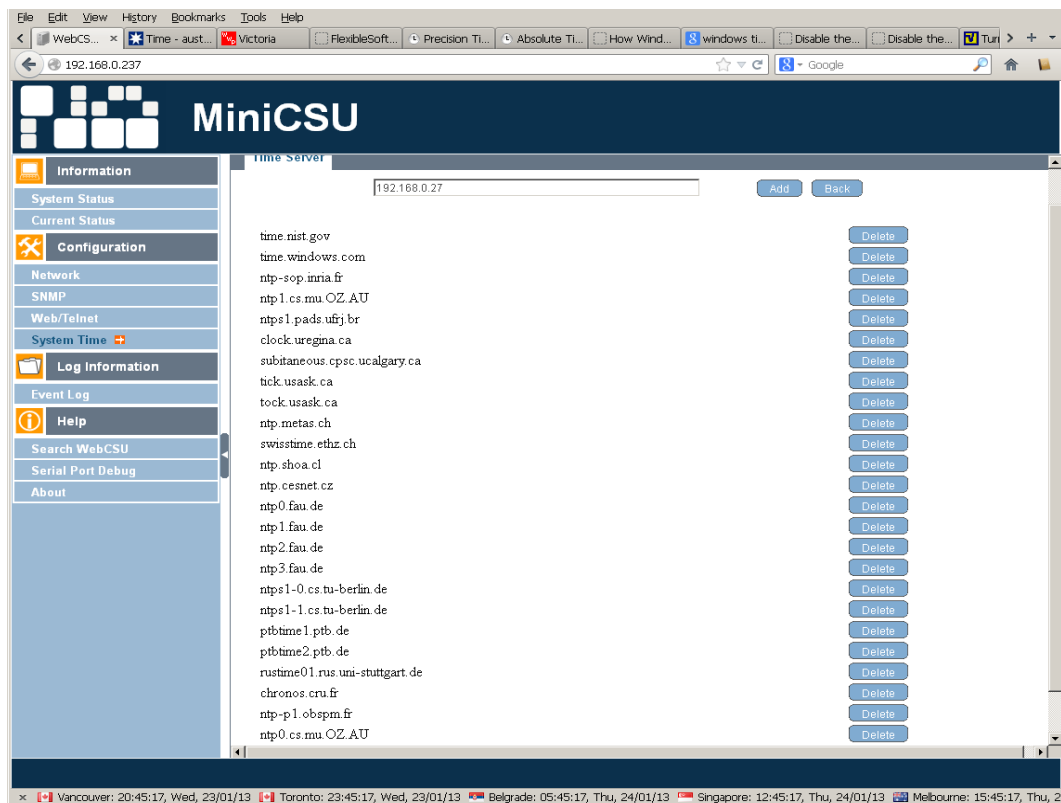 File Edit View History Bookmarks Tools Help
WebCS... × Time - aust... Victoria FlexibleSoft... Precision Ti... Absolute Ti... How Wind... windows ti... Disable the... Disable the... Turi
192.168.0.237 Google
MiniCSU
Time Server
Information
192.168.0.27 Add Back
System Status
Current Status
Configuration
Network
SNMP
Web/Telnet
System Time
Log Information
Event Log
Help
Search WebCSU
Serial Port Debug
About
time.nist.gov Delete
time.windows.com Delete
ntp-sop.inria.fr Delete
ntp1.cs.mu.OZ.AU Delete
ntps1.pads.ufrj.br Delete
clock.uregina.ca Delete
subitaneous.cpsc.ucalgary.ca Delete
tick.usask.ca Delete
tock.usask.ca Delete
ntp.metas.ch Delete
swisstime.ethz.ch Delete
ntp.shoa.cl Delete
ntp.cesnet.cz Delete
ntp0.fau.de Delete
ntp1.fau.de Delete
ntp2.fau.de Delete
ntp3.fau.de Delete
ntps1-0.cs.tu-berlin.de Delete
ntps1-1.cs.tu-berlin.de Delete
ptbtime1.ptb.de Delete
ptbtime2.ptb.de Delete
rustime01.rus.uni-stuttgart.de Delete
chronos.cru.fr Delete
ntp-p1.obspm.fr Delete
ntp0.cs.mu.OZ.AU Delete
× Vancouver: 20:45:17, Wed, 23/01/13 Toronto: 23:45:17, Wed, 23/01/13 Belgrade: 05:45:17, Thu, 24/01/13 Singapore: 12:45:17, Thu, 24/01/13 Melbourne: 15:45:17, Thu, 2